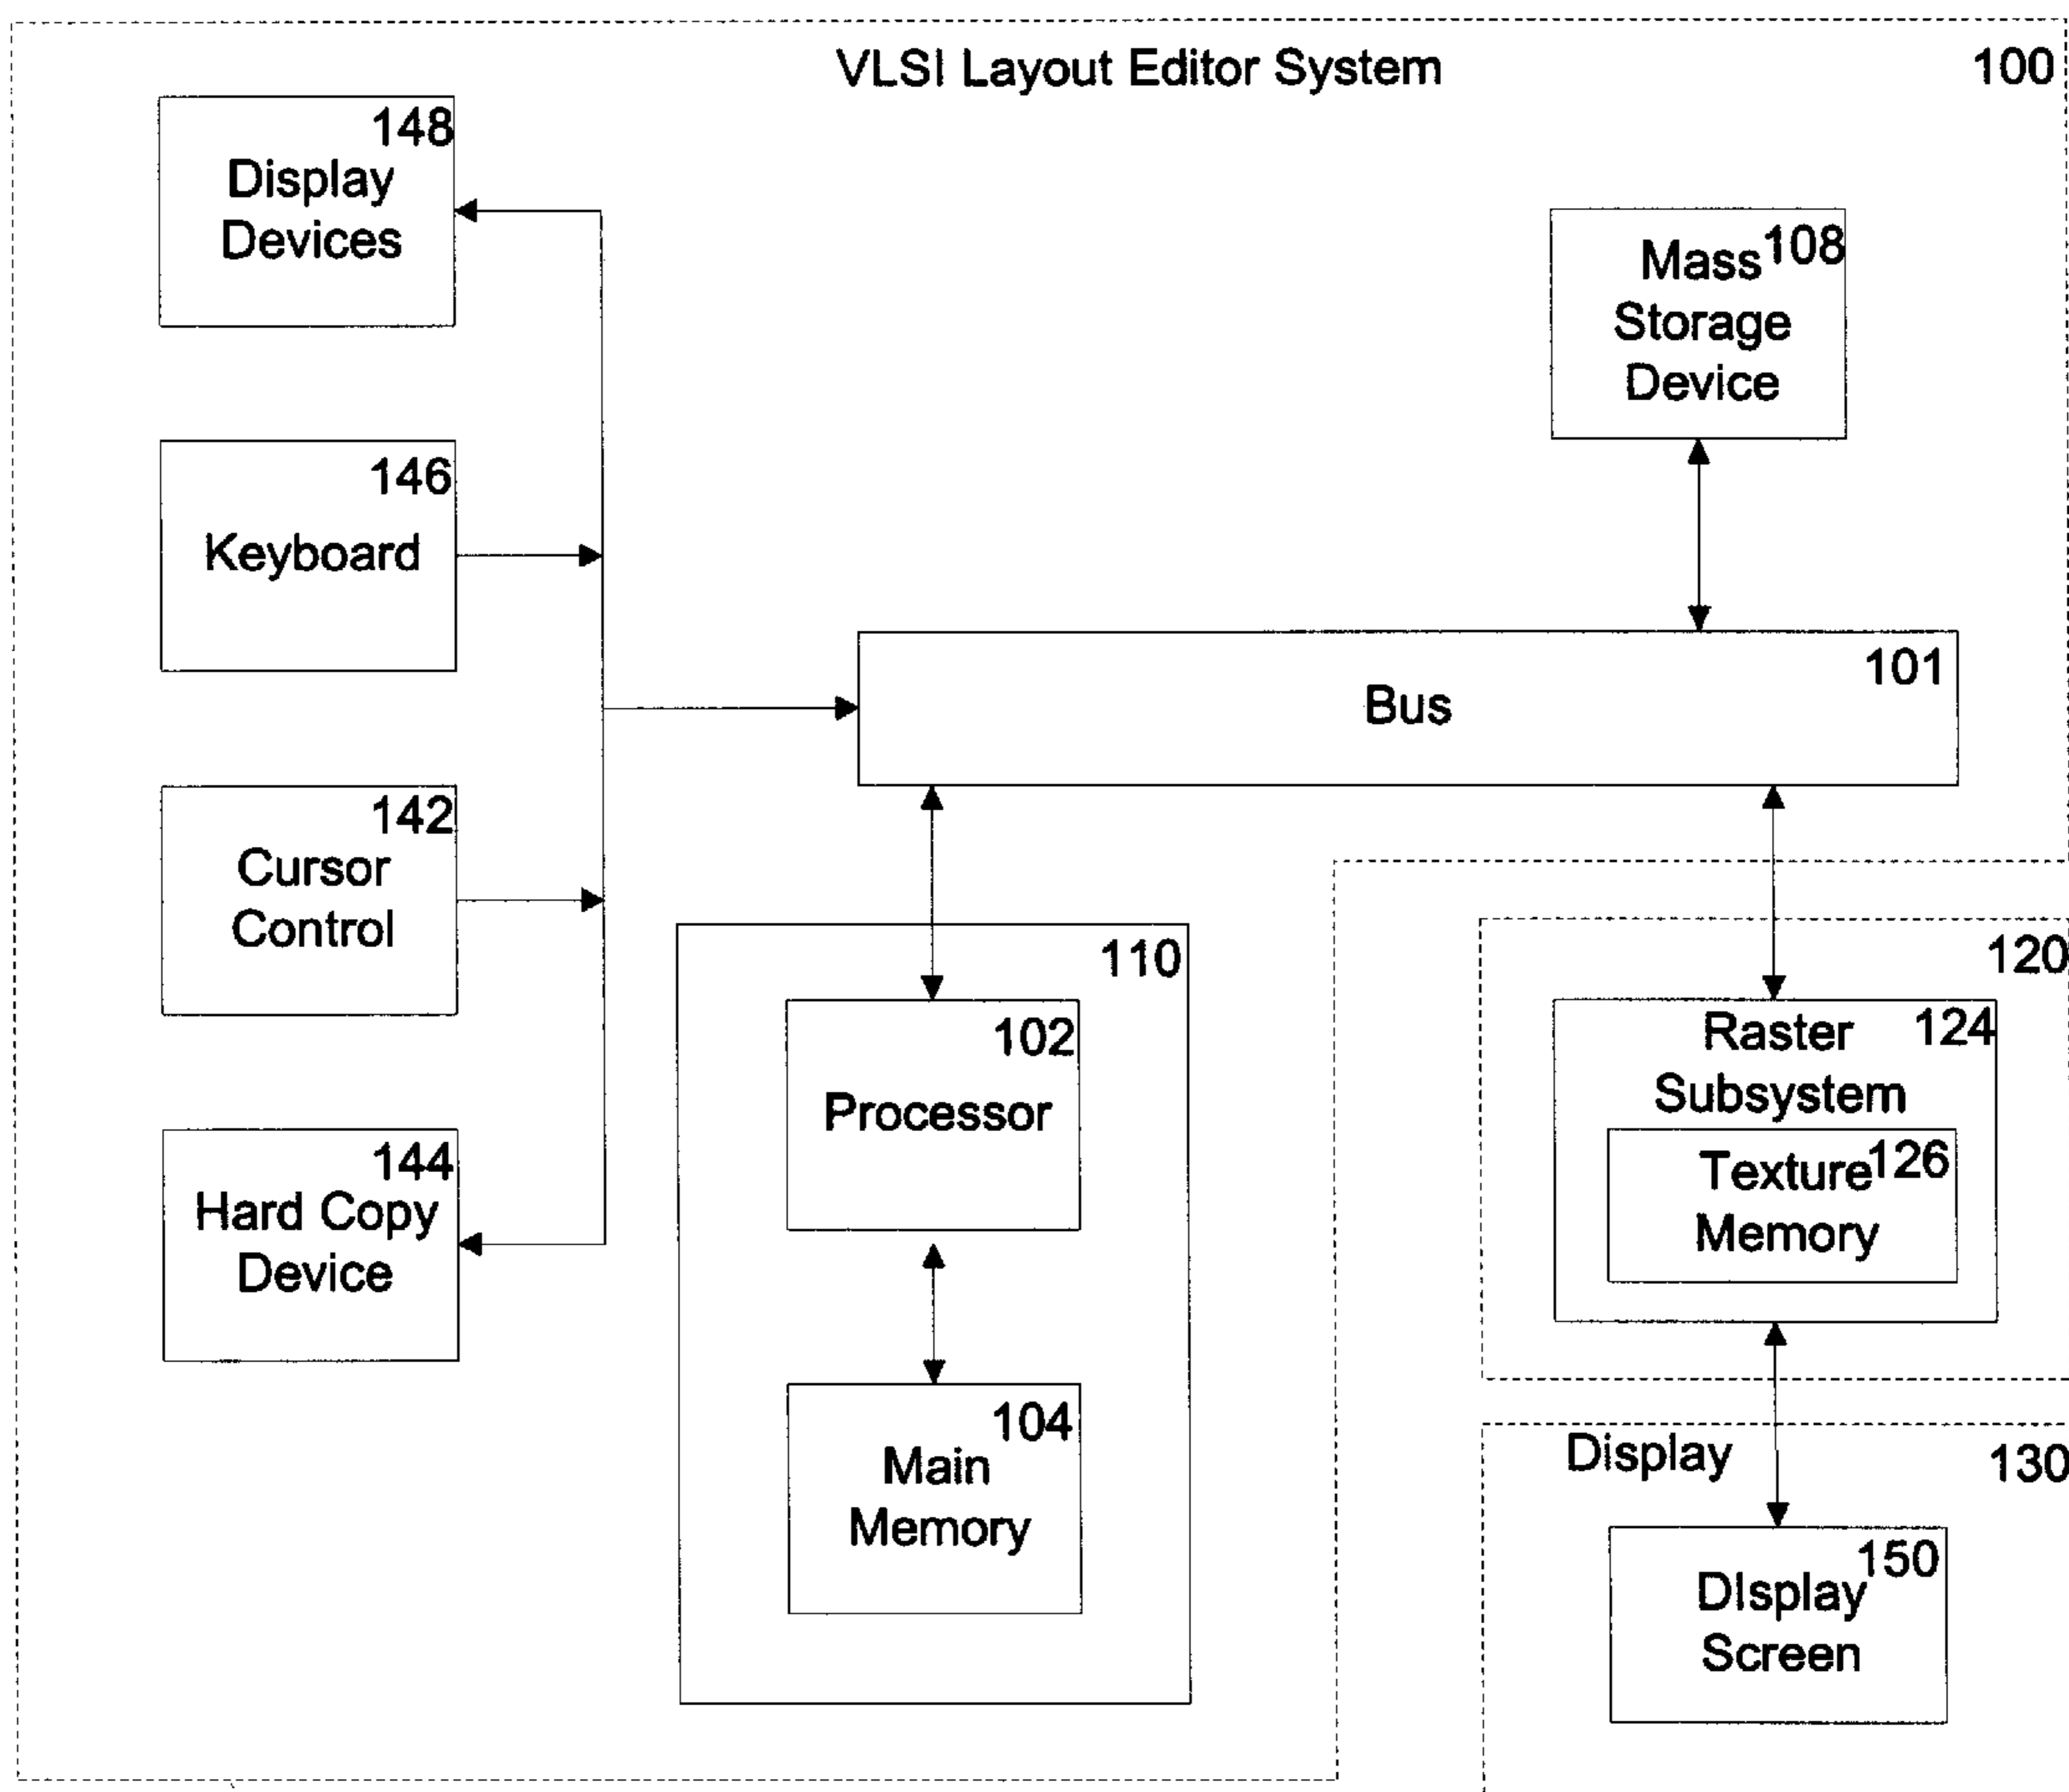 VLSI Layout Editor System
100
148
Display
Devices
108
Mass
Storage
Device
146
Keyboard
101
Bus
142
Cursor
Control
110
120
102
Processor
124
Raster
Subsystem
144
Hard Copy
Device
126
Texture
Memory
104
Main
Memory
Display
130
150
DIsplay
Screen